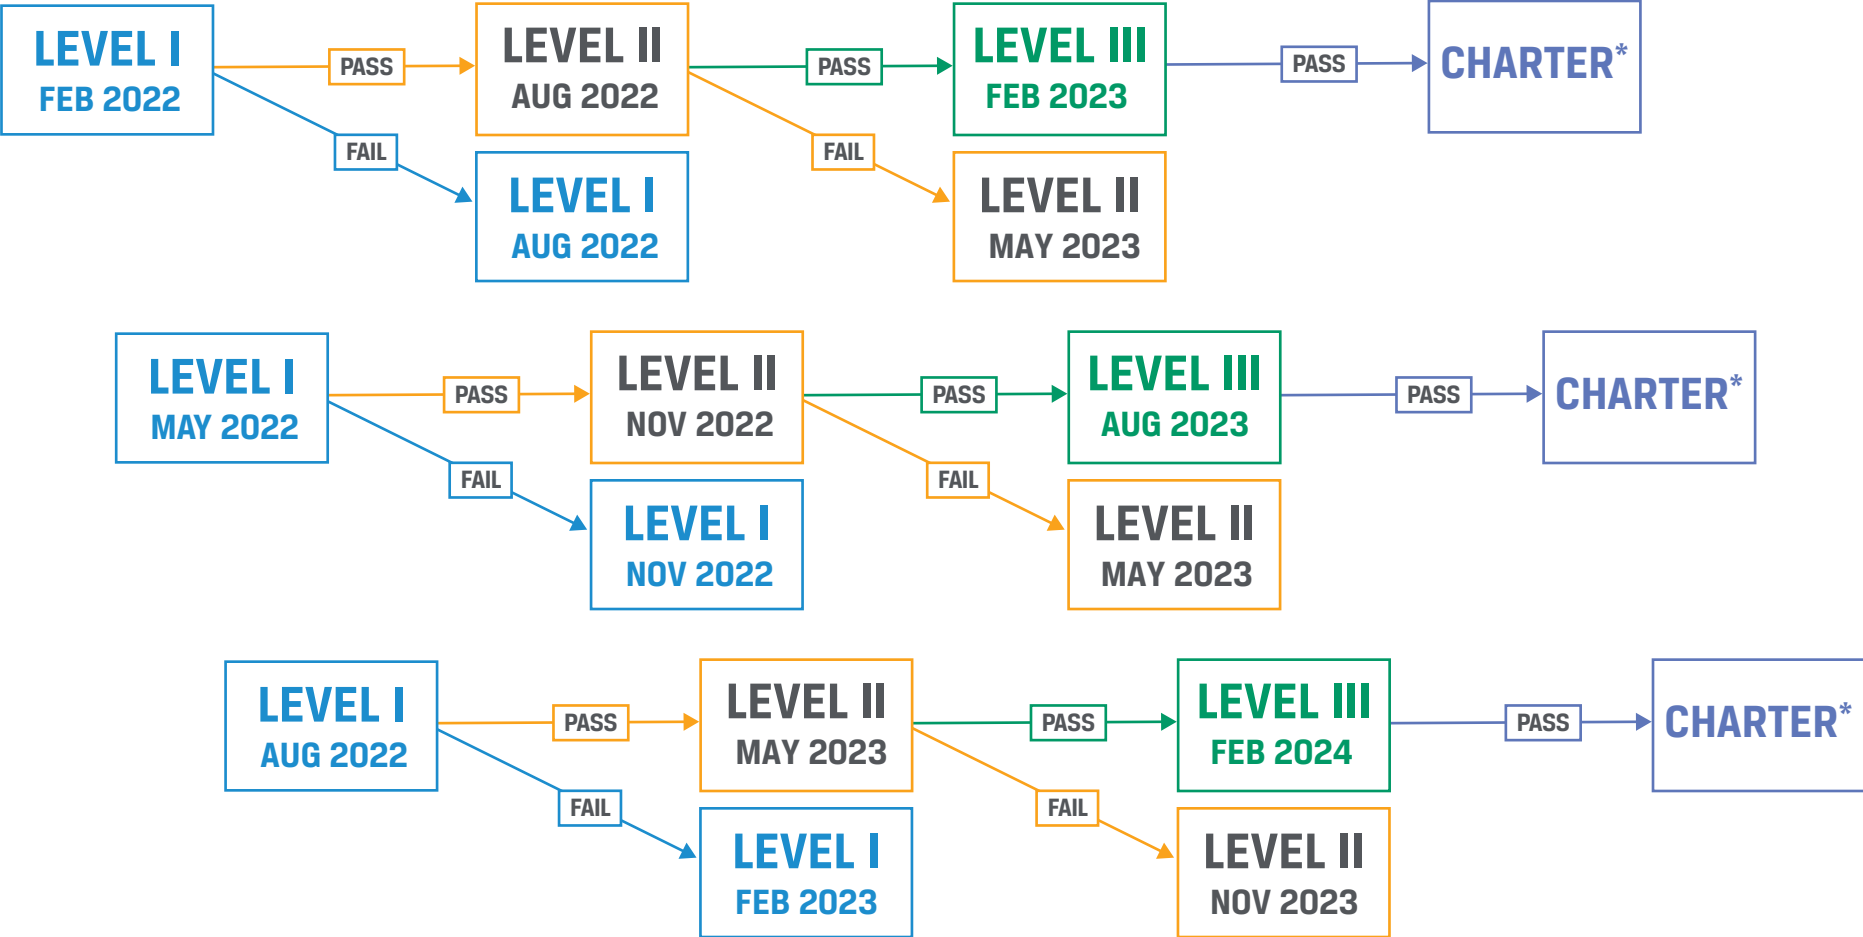 LEVEL I
FEB 2022
PASS
FAIL
LEVEL II
AUG 2022
LEVEL I
AUG 2022
PASS
FAIL
LEVEL III
FEB 2023
LEVEL II
MAY 2023
PASS
CHARTER*
LEVEL I
MAY 2022
PASS
FAIL
LEVEL II
NOV 2022
LEVEL I
NOV 2022
PASS
FAIL
LEVEL III
AUG 2023
LEVEL II
MAY 2023
PASS
CHARTER*
LEVEL I
AUG 2022
PASS
FAIL
LEVEL II
MAY 2023
LEVEL I
FEB 2023
PASS
FAIL
LEVEL III
FEB 2024
LEVEL II
NOV 2023
PASS
CHARTER*